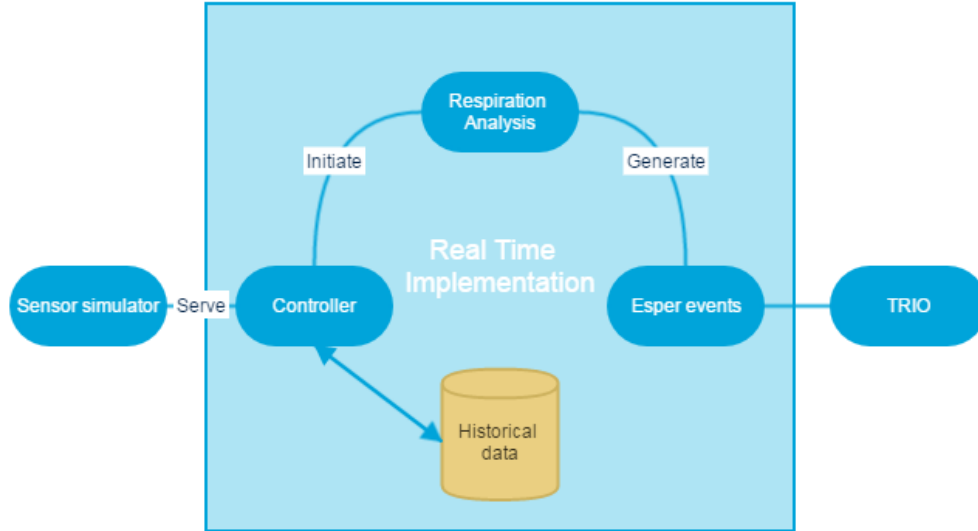 Respiration
Analysis
Initiate
Generate
Real Time
Implementation
Sensor simulator
Serve
Controller
Esper events
TRIO
Historical
data